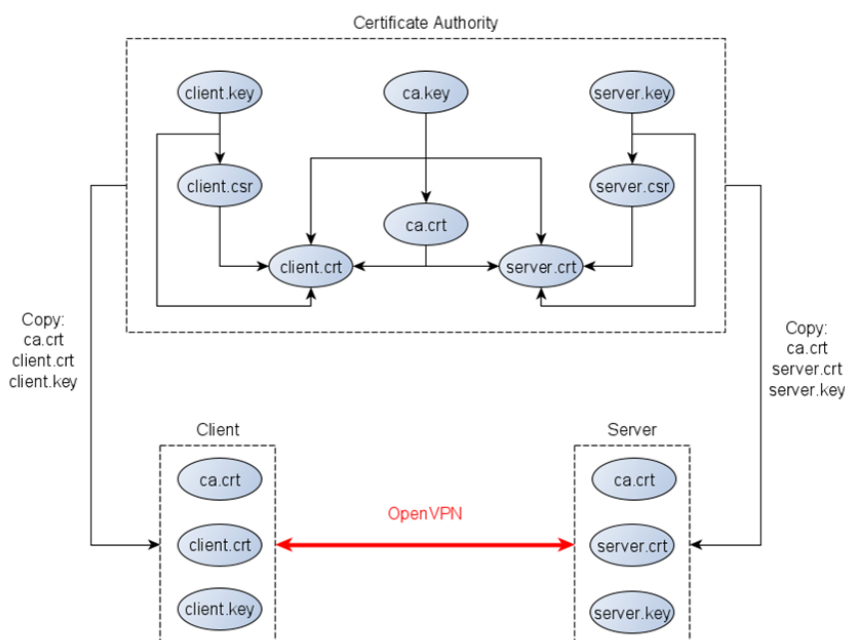 Certificate Authority
client.key
ca.key
server.key
client.csr
server.csr
ca.crt
client.crt
server.crt
Copy:
ca.crt
client.crt
client.key
Copy:
ca.crt
server.crt
server.key
Client
Server
ca.crt
ca.crt
OpenVPN
client.crt
server.crt
client.key
server.key